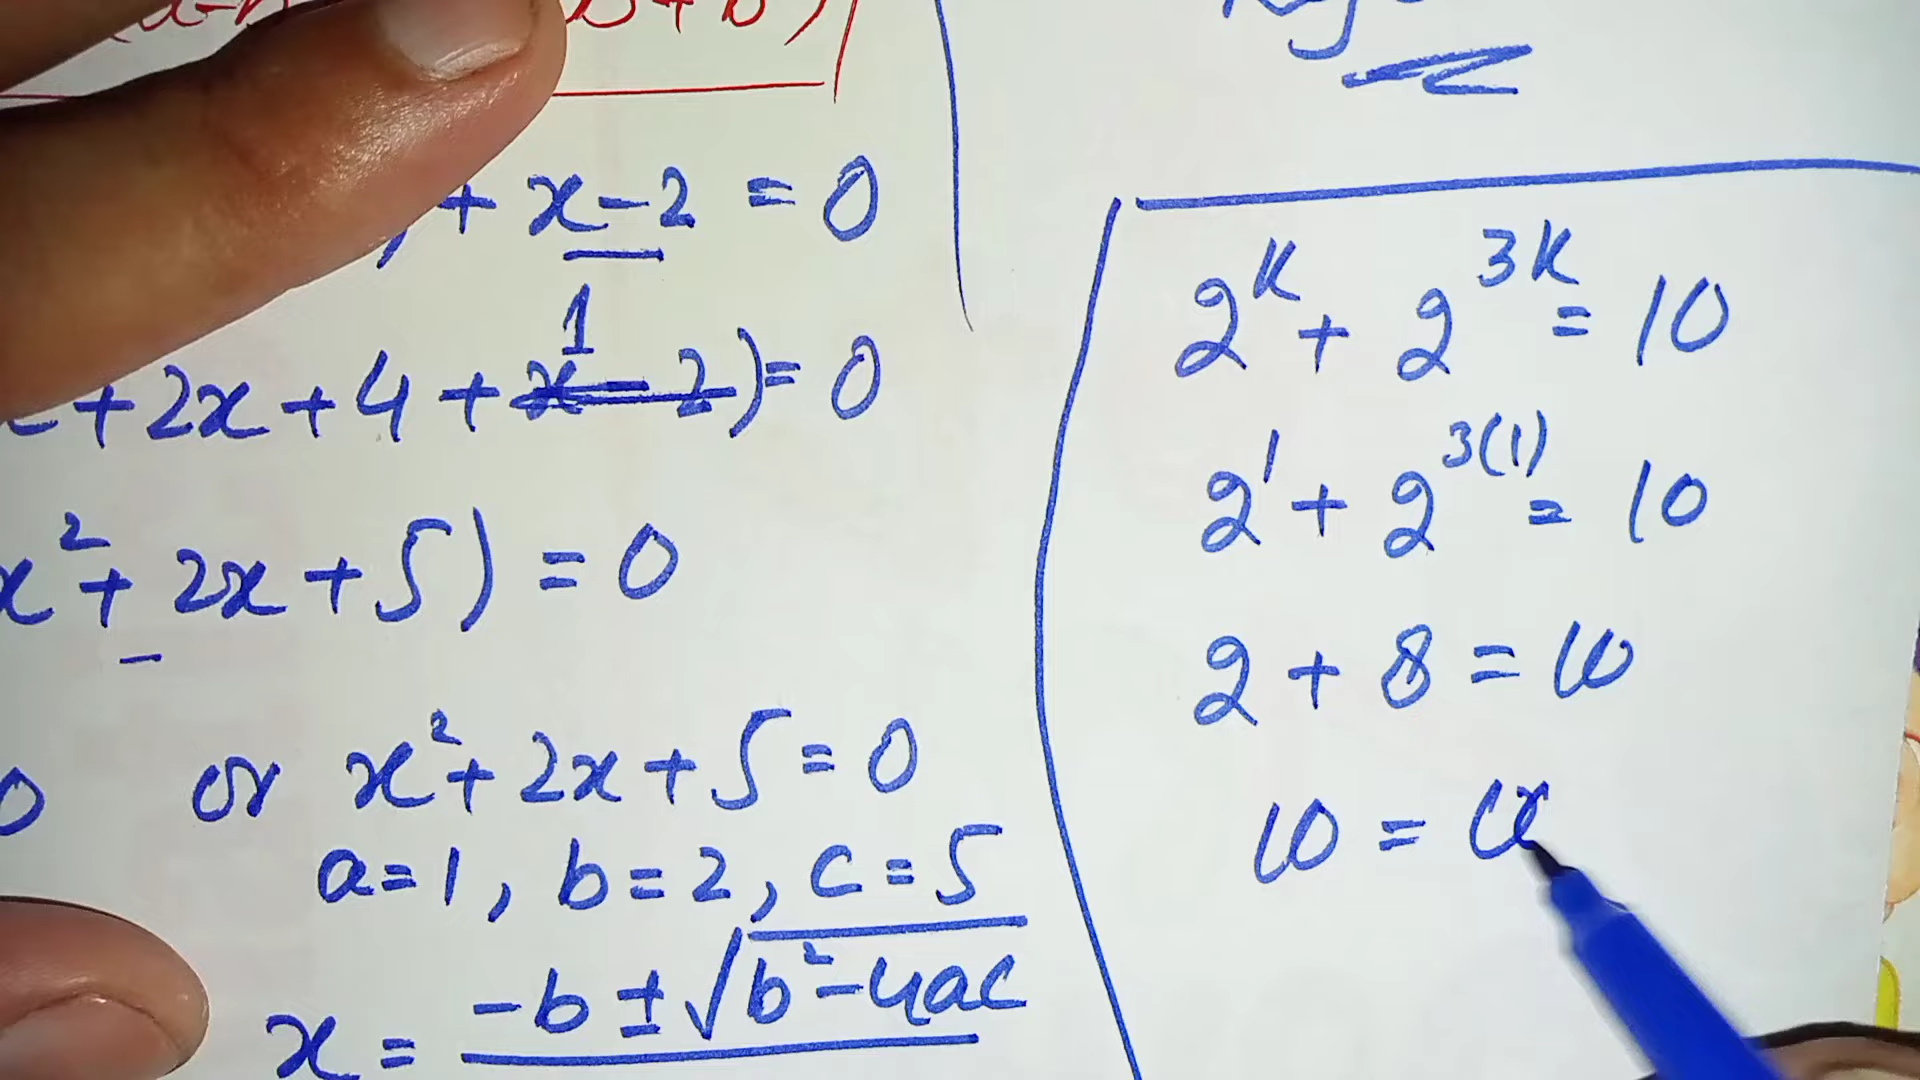 + x - 2 = 0
1
+ 2x + 4 + x - 2) = 0
x² + 2x + 5) = 0
0 or x² + 2x + 5 = 0
a = 1, b = 2, c = 5
x = -b ± √b² - 4ac
2^k + 2^3k = 10
2^1 + 2^3(1) = 10
2 + 8 = 10
10 = 10